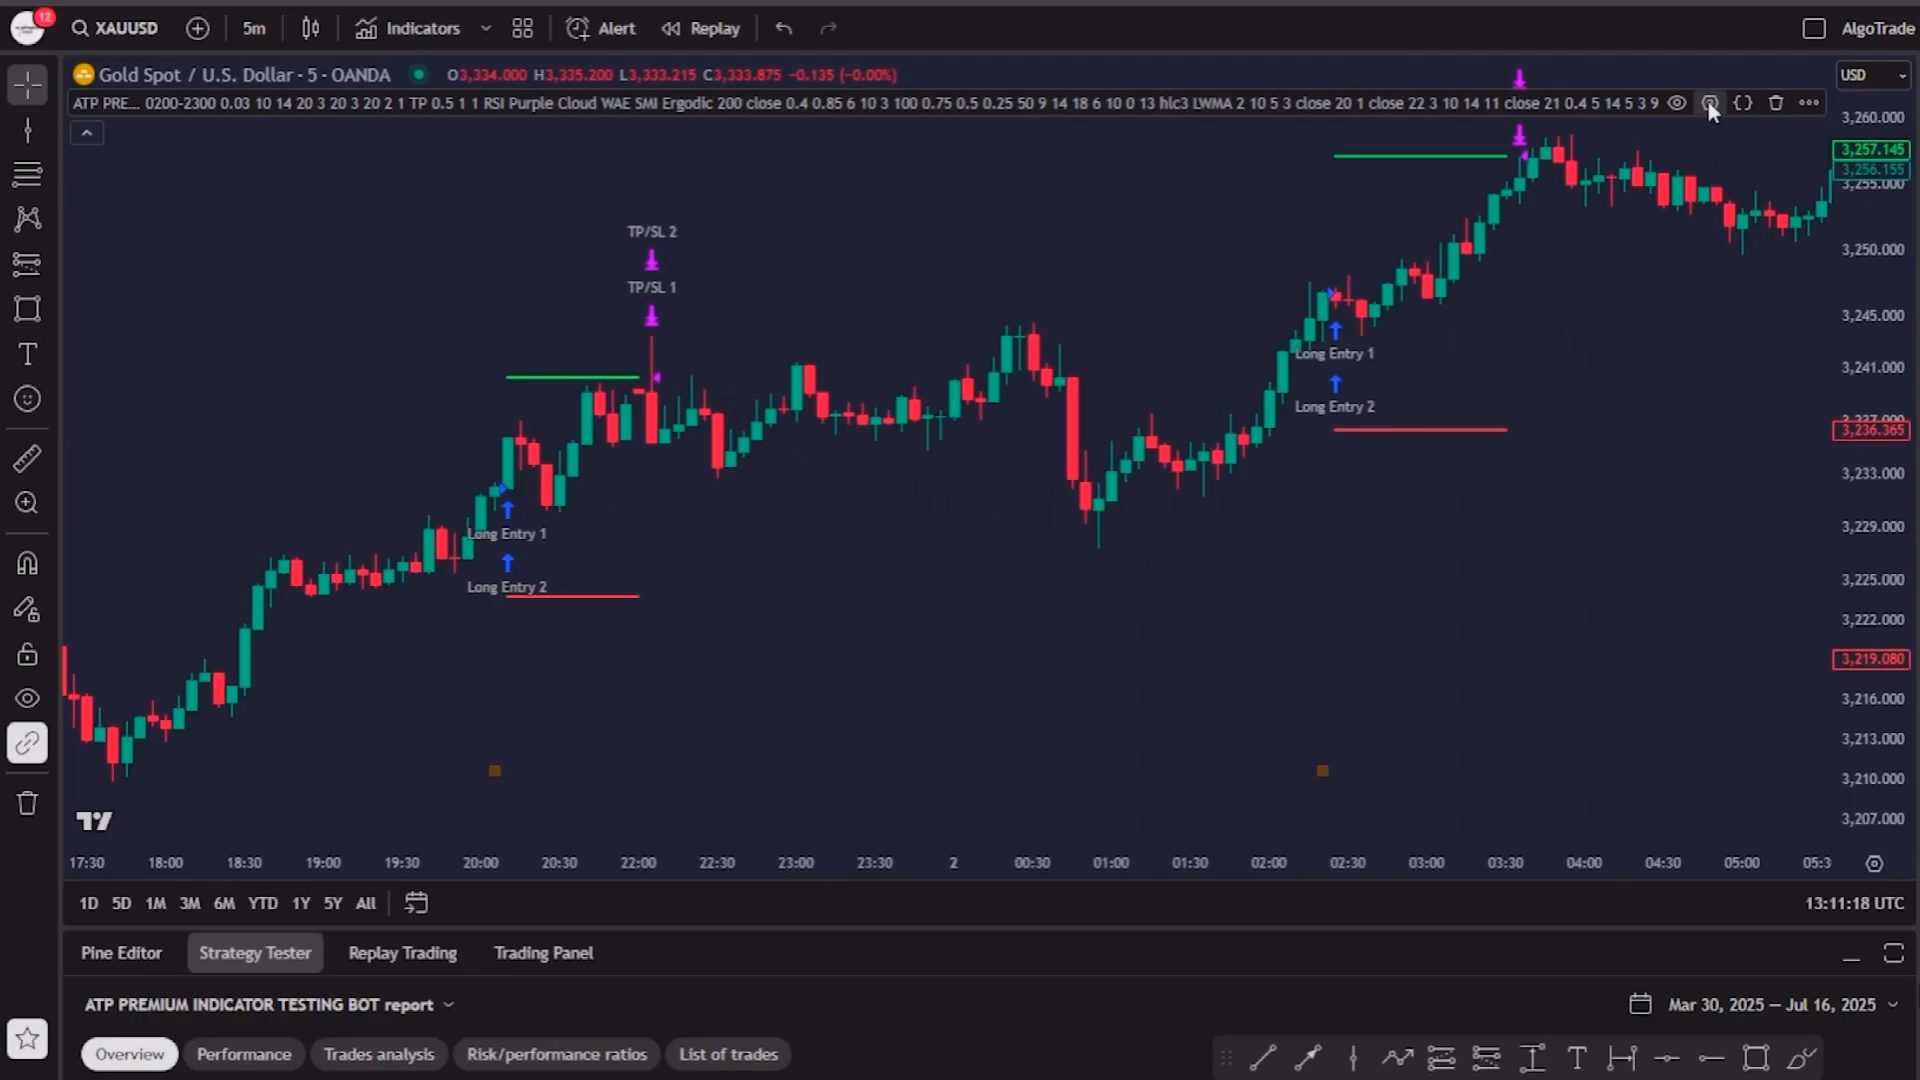 12
XAUUSD 5m Indicators Alert Replay AlgoTrade
Gold Spot / U.S. Dollar · 5 · OANDA O3,334.000 H3,335.200 L3,333.215 C3,333.875 −0.135 (−0.00%) USD
ATP PRE... 0200-2300 0.03 10 14 20 3 20 3 20 2 1 TP 0.5 1 1 RSI Purple Cloud WAE SMI Ergodic 200 close 0.4 0.85 6 10 3 100 0.75 0.5 0.25 50 9 14 18 6 10 0 13 hlc3 LWMA 2 10 5 3 close 20 1 close 22 3 10 14 11 close 21 0.4 5 14 5 3 9
3,260.000
3,257.145
3,256.155
3,255.000
TP/SL 2
3,250.000
TP/SL 1
3,245.000
Long Entry 1
3,241.000
Long Entry 2
3,237.000
3,236.365
3,233.000
3,229.000
Long Entry 1
3,225.000
Long Entry 2
3,222.000
3,219.080
3,216.000
3,213.000
3,210.000
3,207.000
17:30 18:00 18:30 19:00 19:30 20:00 20:30 22:00 22:30 23:00 23:30 2 00:30 01:00 01:30 02:00 02:30 03:00 03:30 04:00 04:30 05:00 05:3
1D 5D 1M 3M 6M YTD 1Y 5Y All 13:11:18 UTC
Pine Editor Strategy Tester Replay Trading Trading Panel
ATP PREMIUM INDICATOR TESTING BOT report Mar 30, 2025 — Jul 16, 2025
Overview Performance Trades analysis Risk/performance ratios List of trades